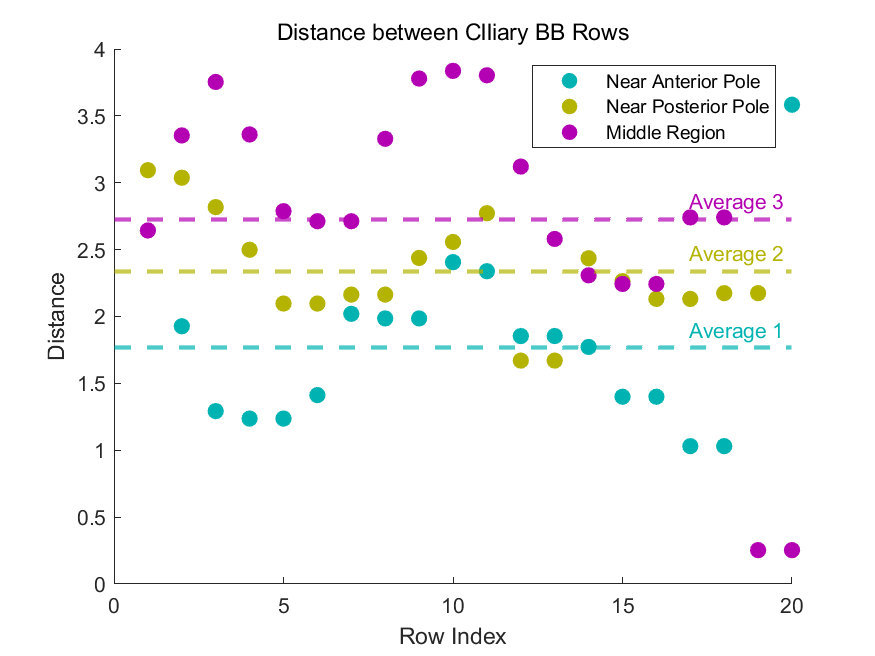 Distance between CIliary BB Rows
4
3.5
3
2.5
2
1.5
1
0.5
0
Distance
Near Anterior Pole
Near Posterior Pole
Middle Region
Average 3
Average 2
Average 1
0
5
10
15
20
Row Index